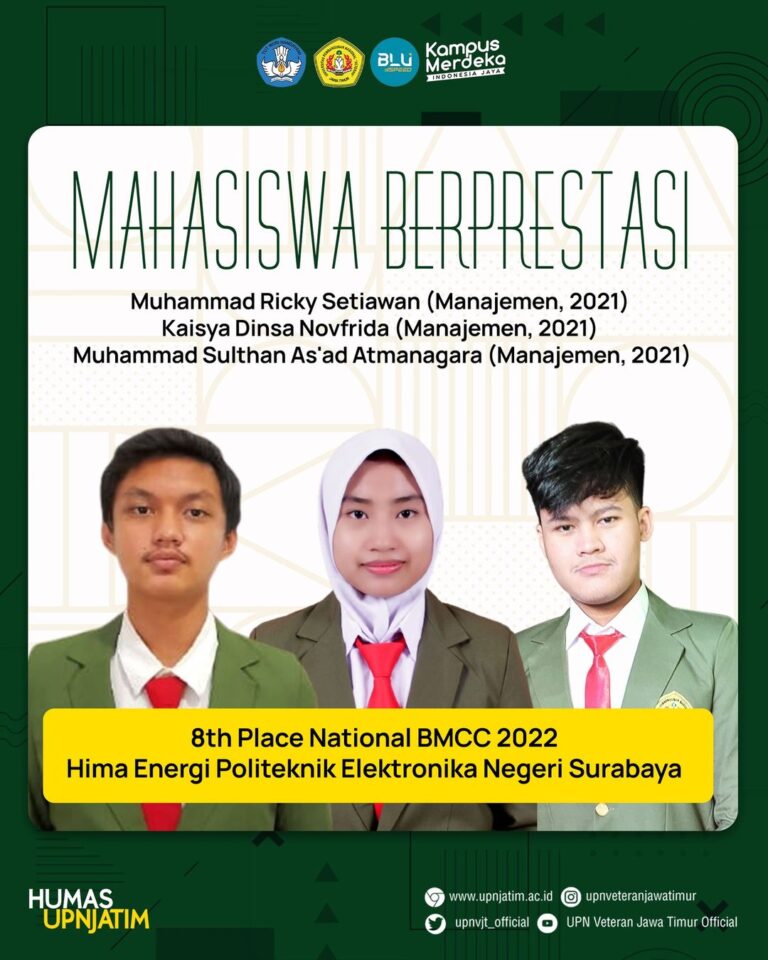 BLU
SPEED
Kampus
Merdeka
INDONESIA JAYA
MAHASISWA BERPRESTASI
Muhammad Ricky Setiawan (Manajemen, 2021)
Kaisya Dinsa Novfrida (Manajemen, 2021)
Muhammad Sulthan As'ad Atmanagara (Manajemen, 2021)
8th Place National BMCC 2022
Hima Energi Politeknik Elektronika Negeri Surabaya
HUMAS
UPNJATIM
www.upnjatim.ac.id upnveteranjawatimur
upnvjt_official UPN Veteran Jawa Timur Official